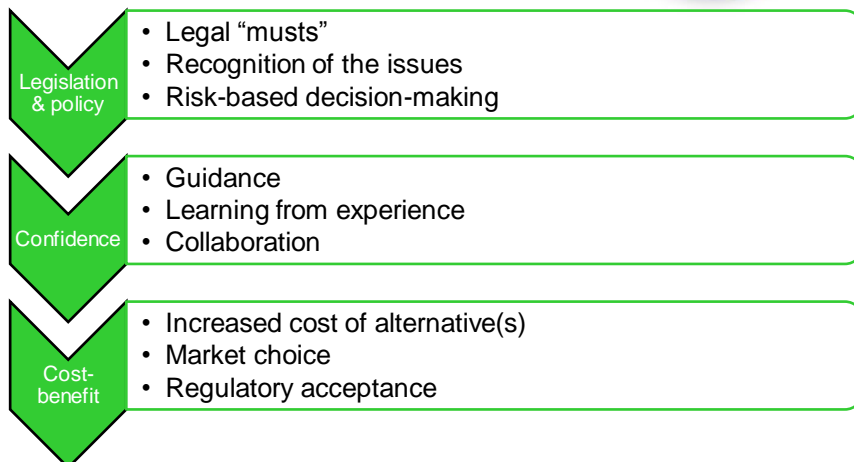 Legislation
& policy
• Legal “musts”
• Recognition of the issues
• Risk-based decision-making
Confidence
• Guidance
• Learning from experience
• Collaboration
Cost-
benefit
• Increased cost of alternative(s)
• Market choice
• Regulatory acceptance